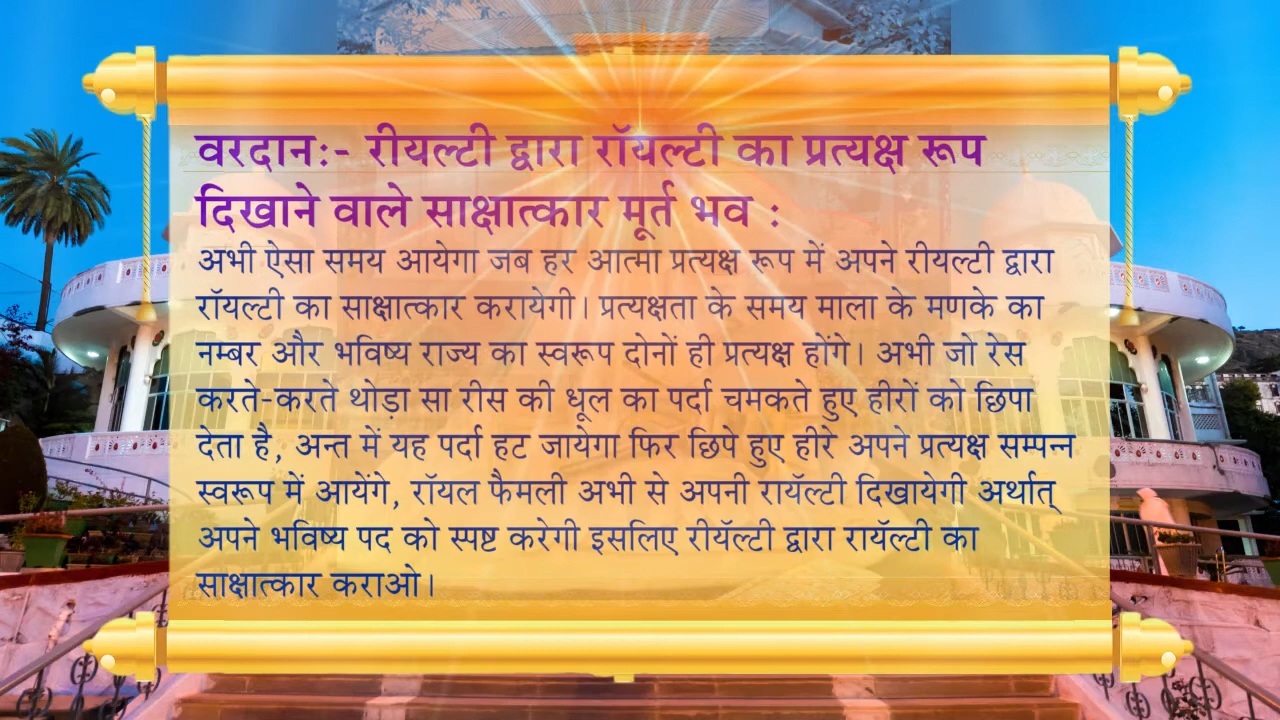 वरदान:- रीयल्टी द्वारा रॉयल्टी का प्रत्यक्ष रूप
दिखाने वाले साक्षात्कार मूर्त भव :
अभी ऐसा समय आयेगा जब हर आत्मा प्रत्यक्ष रूप में अपने रीयल्टी द्वारा
रॉयल्टी का साक्षात्कार करायेगी। प्रत्यक्षता के समय माला के मणके का
नम्बर और भविष्य राज्य का स्वरूप दोनों ही प्रत्यक्ष होंगे। अभी जो रेस
करते-करते थोड़ा सा रीस की धूल का पर्दा चमकते हुए हीरों को छिपा
देता है, अन्त में यह पर्दा हट जायेगा फिर छिपे हुए हीरे अपने प्रत्यक्ष सम्पन्न
स्वरूप में आयेंगे, रॉयल फैमली अभी से अपनी रायॅल्टी दिखायेगी अर्थात्
अपने भविष्य पद को स्पष्ट करेगी इसलिए रीयॅल्टी द्वारा रायॅल्टी का
साक्षात्कार कराओ।